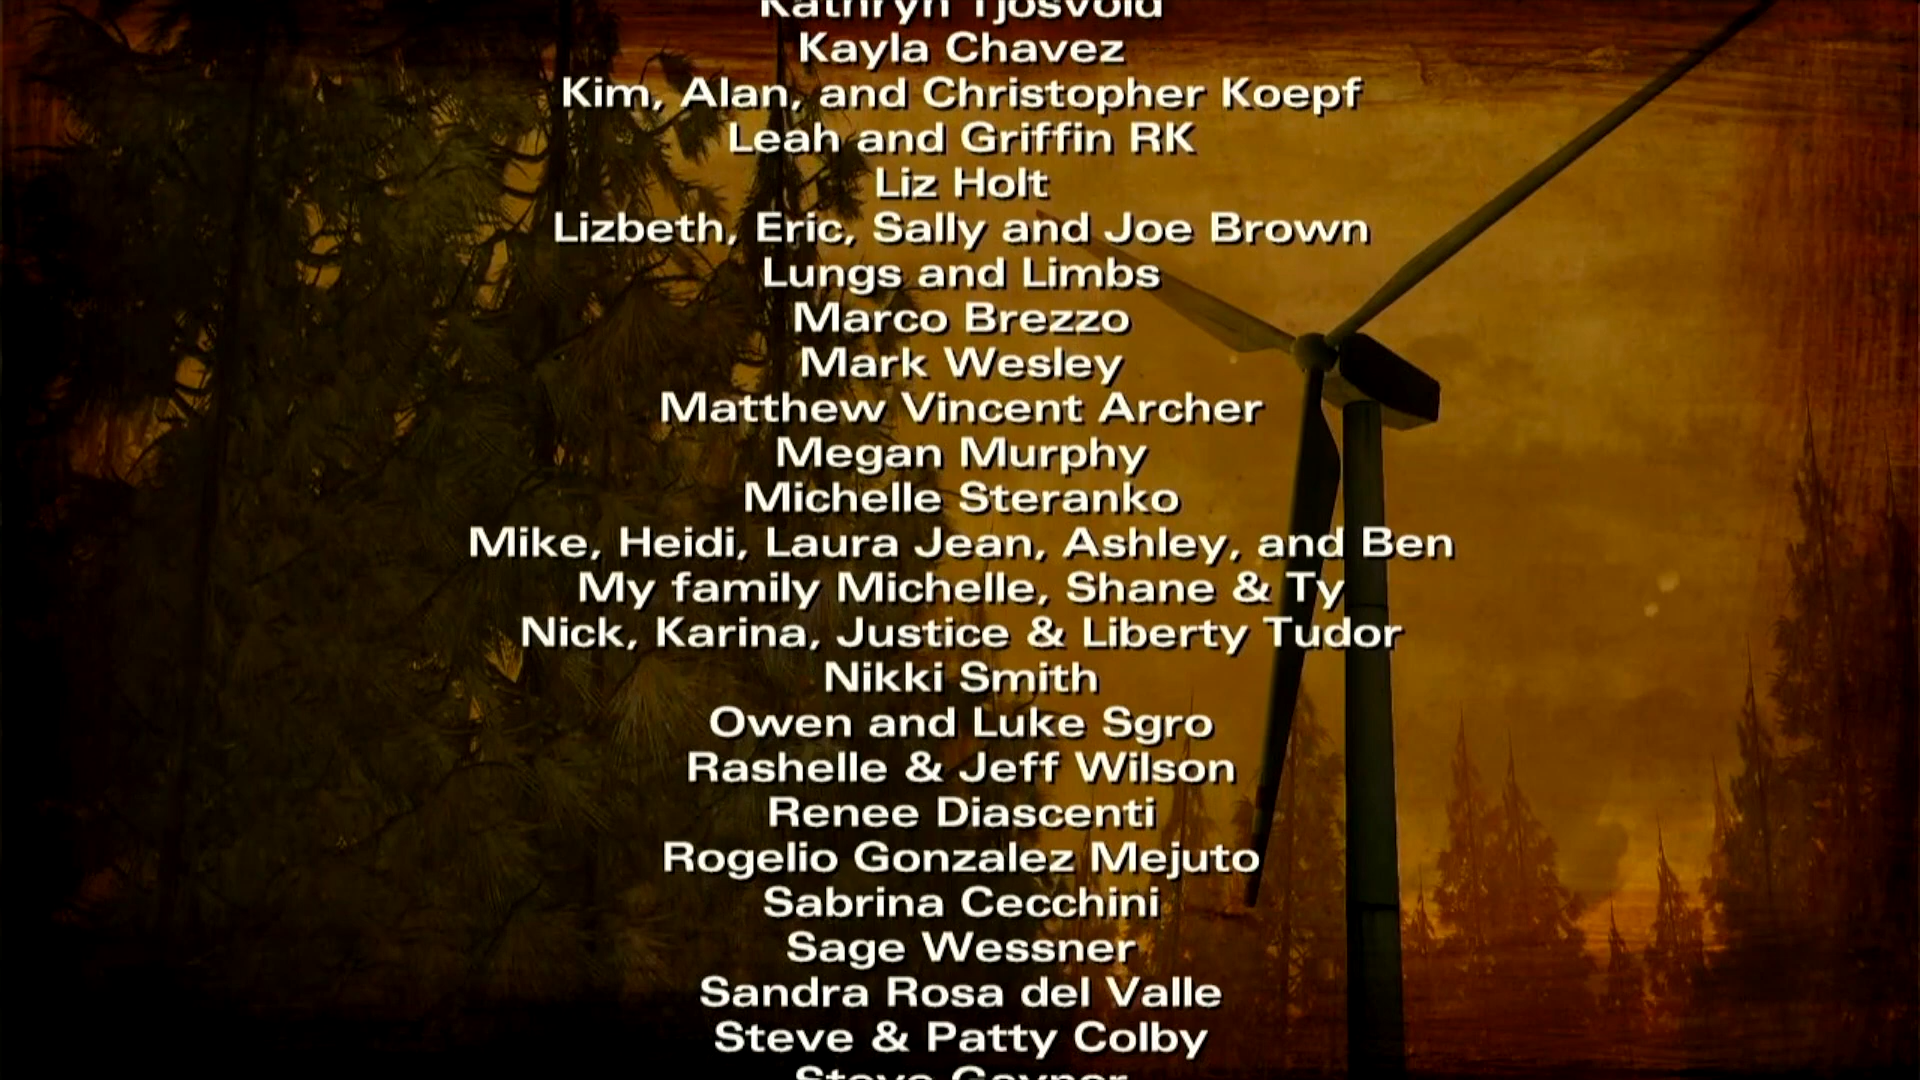 Kathryn Tjosvold
Kayla Chavez
Kim, Alan, and Christopher Koepf
Leah and Griffin RK
Liz Holt
Lizbeth, Eric, Sally and Joe Brown
Lungs and Limbs
Marco Brezzo
Mark Wesley
Matthew Vincent Archer
Megan Murphy
Michelle Steranko
Mike, Heidi, Laura Jean, Ashley, and Ben
My family Michelle, Shane & Ty
Nick, Karina, Justice & Liberty Tudor
Nikki Smith
Owen and Luke Sgro
Rashelle & Jeff Wilson
Renee Diascenti
Rogelio Gonzalez Mejuto
Sabrina Cecchini
Sage Wessner
Sandra Rosa del Valle
Steve & Patty Colby
Steve